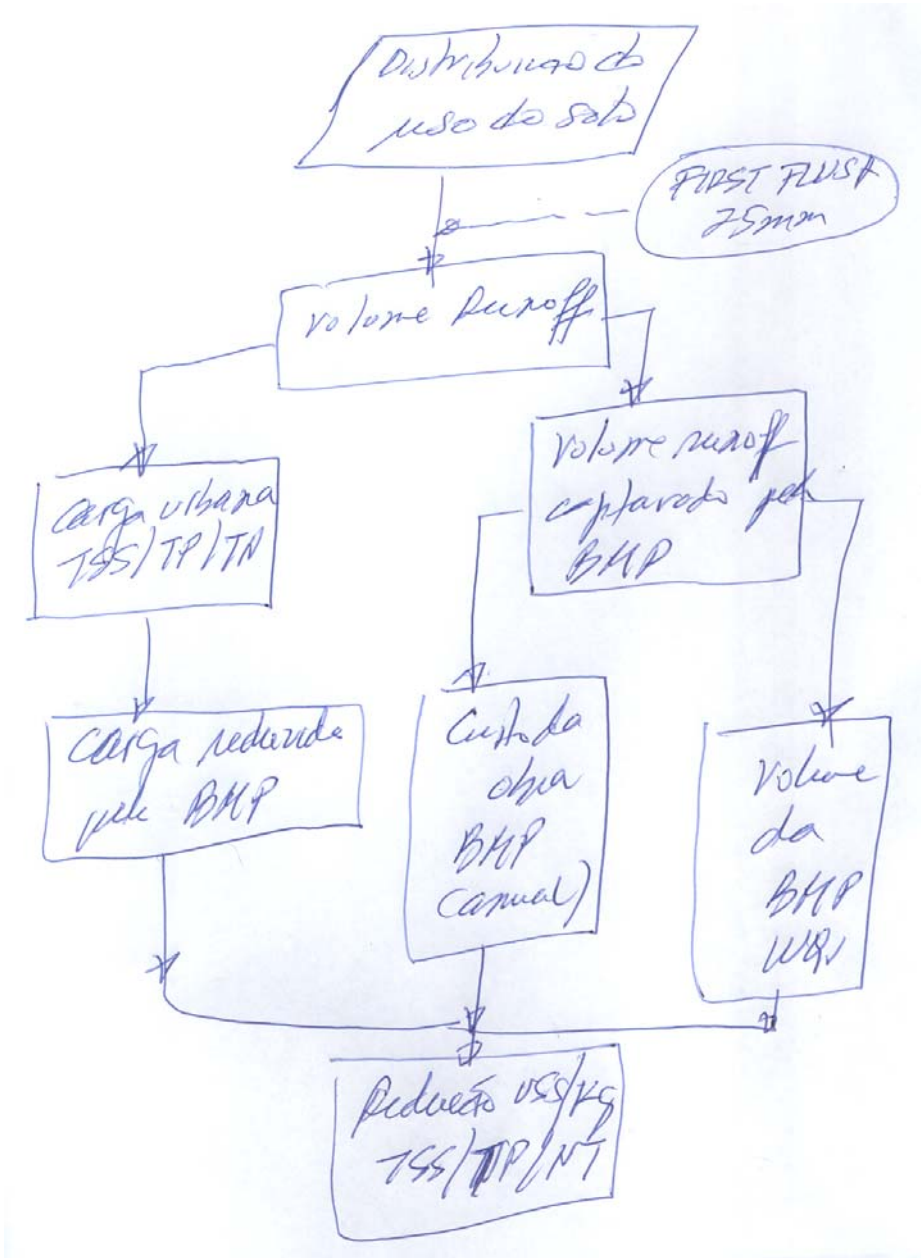 Distribuição do
uso do solo
FIRST FLUSH
25mm
Volume Runoff
Volume runoff
capturado pela
BMP
Carga urbana
TSS/TP/TN
Carga reduzida
pela BMP
Custo da
obra
BMP
(anual)
Volume
da
BMP
WQv
Redução US$/kg
TSS/TP/NT